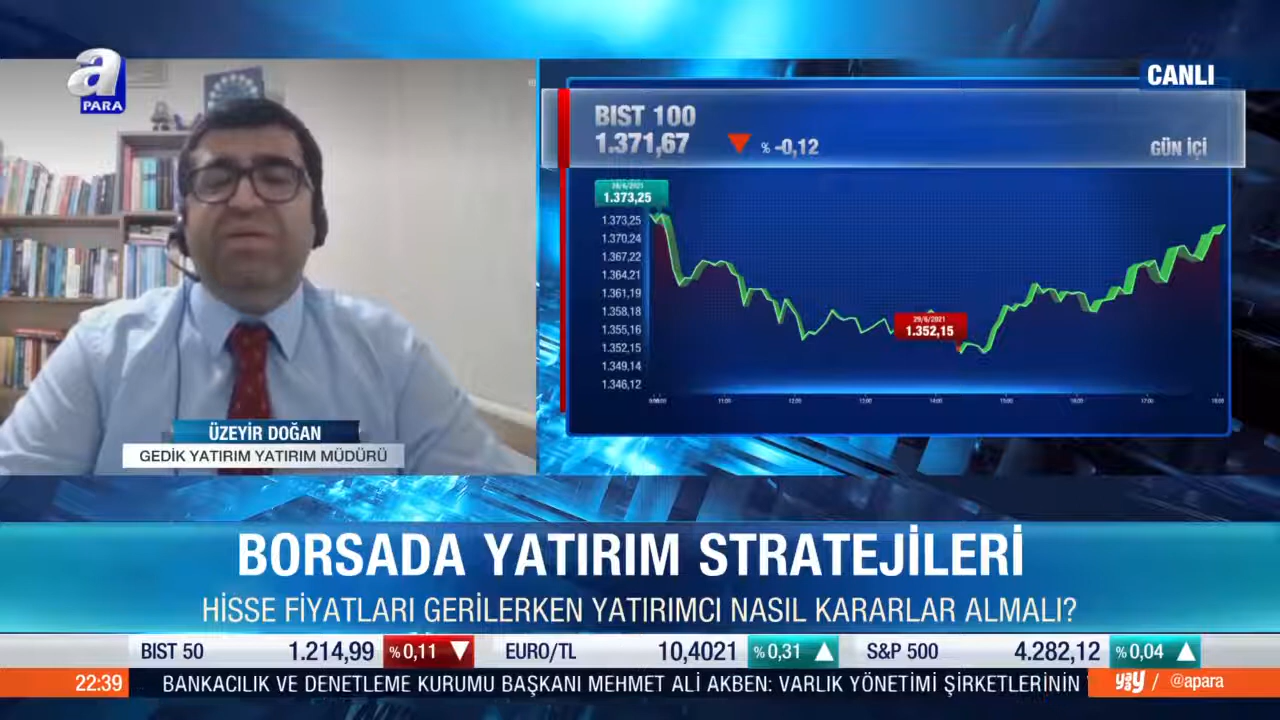 a
PARA
CANLI
BIST 100
1.371,67 % -0,12 GÜN İÇİ
1.373,25
1.373,25
1.370,24
1.367,22
1.364,21
1.361,19
1.358,18
1.355,16
1.352,15
1.349,14
1.346,12
29/6/2021
1.352,15
11:00 12:00 13:00 14:00 15:00 16:00 17:00 18:00
ÜZEYİR DOĞAN
GEDİK YATIRIM YATIRIM MÜDÜRÜ
BORSADA YATIRIM STRATEJİLERİ
HİSSE FİYATLARI GERİLERKEN YATIRIMCI NASIL KARARLAR ALMALI?
BIST 50 1.214,99 % 0,11 EURO/TL 10,4021 % 0,31 S&P 500 4.282,12 % 0,04
22:39 BANKACILIK VE DENETLEME KURUMU BAŞKANI MEHMET ALİ AKBEN: VARLIK YÖNETİMİ ŞİRKETLERİNİN / @apara